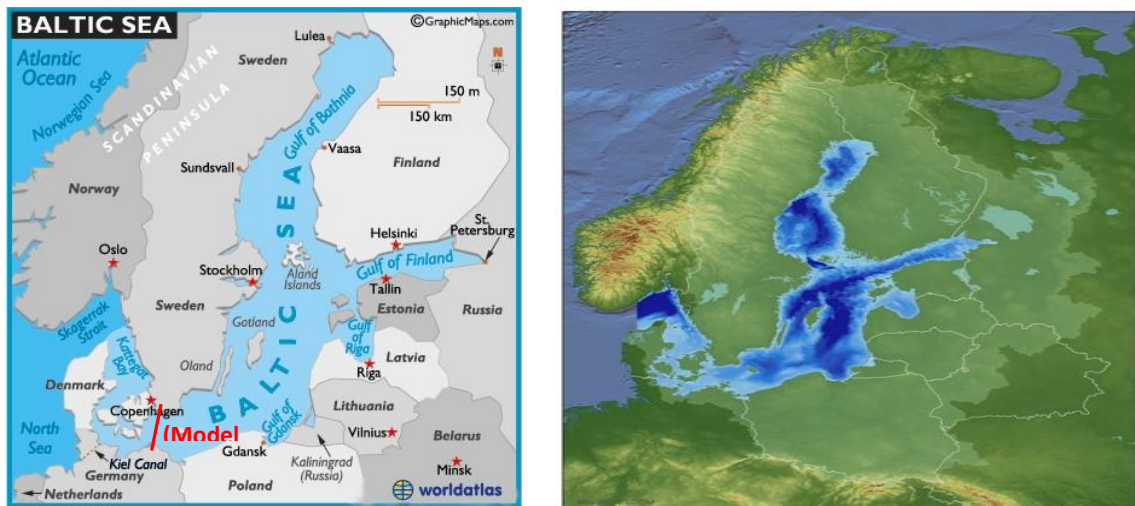 BALTIC SEA
©GraphicMaps.com
Atlantic
Ocean
Norwegian Sea
SCANDINAVIAN
PENINSULA
Sweden
Lulea
N
150 m
150 km
Gulf of Bothnia
Vaasa
Sundsvall
Finland
Norway
Oslo
Helsinki
St.
Petersburg
Stockholm
Aland
Islands
Gulf of Finland
Tallin
Estonia
Russia
Sweden
Skagerrak
Strait
Gotland
Oland
Kattegat
Bay
Gulf
of
Riga
Latvia
Riga
BALTIC SEA
Denmark
Copenhagen
(Model
Gulf of
Gdansk
Lithuania
Vilnius
Belarus
Minsk
North
Sea
Kiel Canal
Germany
Netherlands
Gdansk
Poland
Kaliningrad
(Russia)
worldatlas